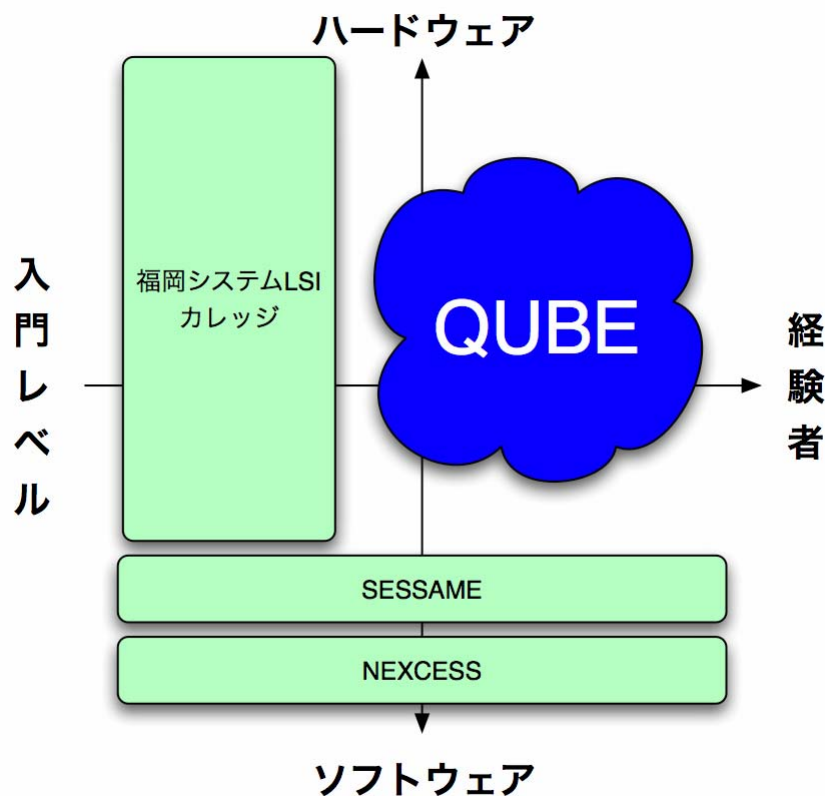 ハードウェア
入門レベル
福岡システムLSI
カレッジ
QUBE
経験者
SESSAME
NEXCESS
ソフトウェア